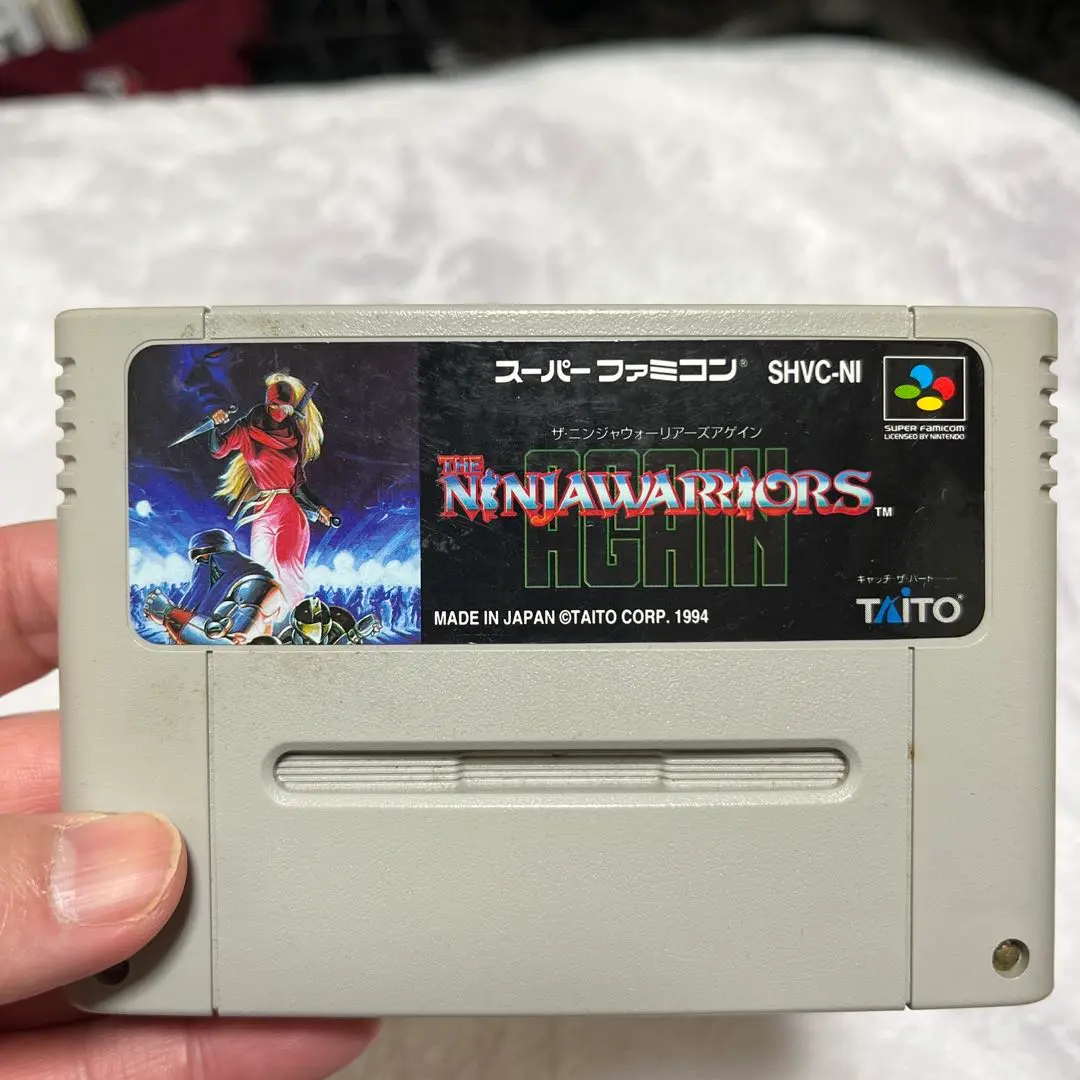 スーパーファミコン® SHVC-NI
SUPER FAMICOM
LICENSED BY NINTENDO
ザ・ニンジャウォーリアーズアゲイン
THE
NINJAWARRIORS™
AGAIN
キャッチ・ザ・ハート
TAITO®
MADE IN JAPAN ©TAITO CORP. 1994